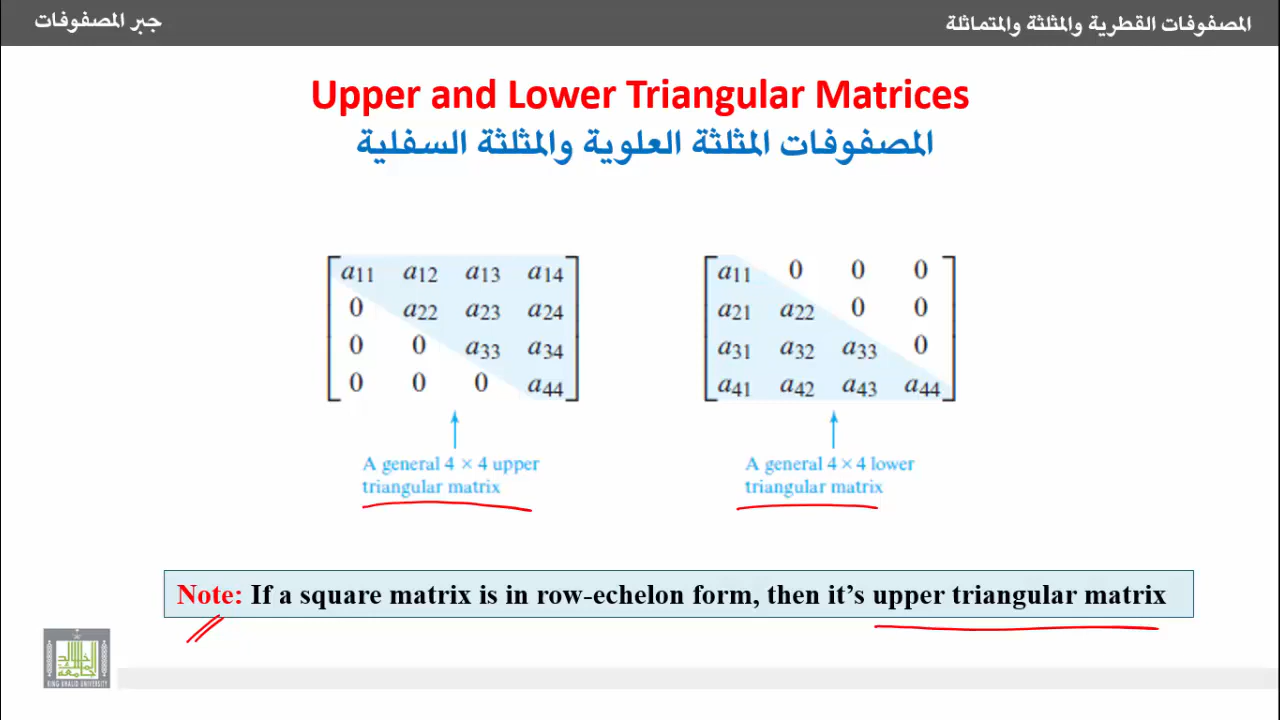 المصفوفات القطرية والمثلثة والمتماثلة
جبر المصفوفات
Upper and Lower Triangular Matrices
المصفوفات المثلثة العلوية والمثلثة السفلية
a11 a12 a13 a14
0 a22 a23 a24
0 0 a33 a34
0 0 0 a44
A general 4 × 4 upper
triangular matrix
a11 0 0 0
a21 a22 0 0
a31 a32 a33 0
a41 a42 a43 a44
A general 4 × 4 lower
triangular matrix
Note: If a square matrix is in row-echelon form, then it’s upper triangular matrix
KING KHALID UNIVERSITY